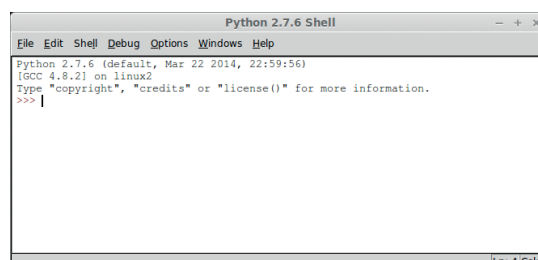 Python 2.7.6 Shell
File Edit Shell Debug Options Windows Help
Python 2.7.6 (default, Mar 22 2014, 22:59:56)
[GCC 4.8.2] on linux2
Type "copyright", "credits" or "license()" for more information.
>>>